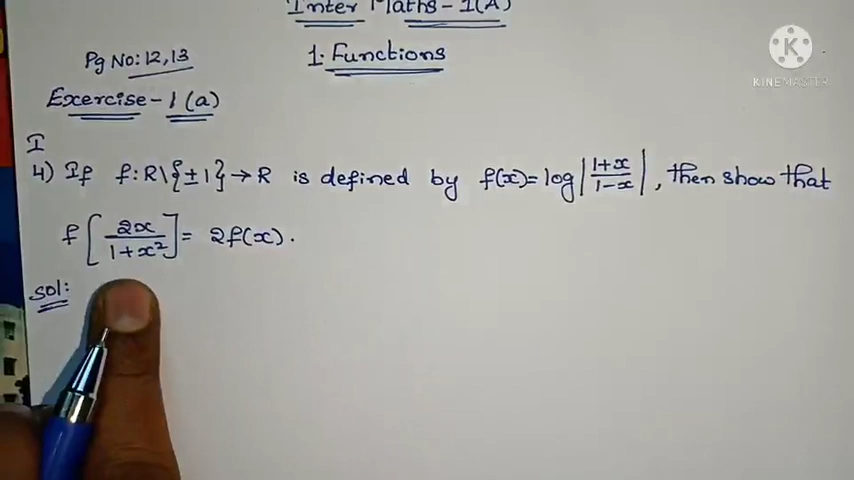 Inter Maths-1(A)
Pg No: 12,13
1. Functions
Exercise-1(a)
I
4) If f: R\{±1}→R is defined by f(x)=log|1+x/1-x|, then show that
f[2x/1+x²]= 2f(x).
Sol:
K
KINEMASTER